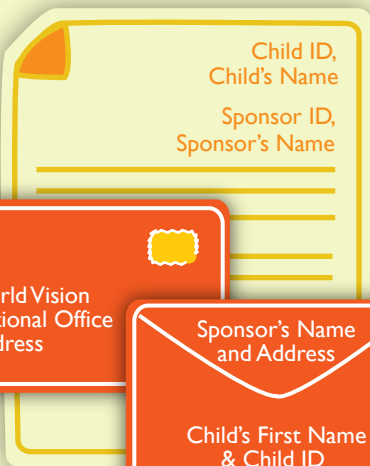 Child ID,
Child's Name
Sponsor ID,
Sponsor's Name
rld Vision
tional Office
dress
Sponsor's Name
and Address
Child's First Name
& Child ID